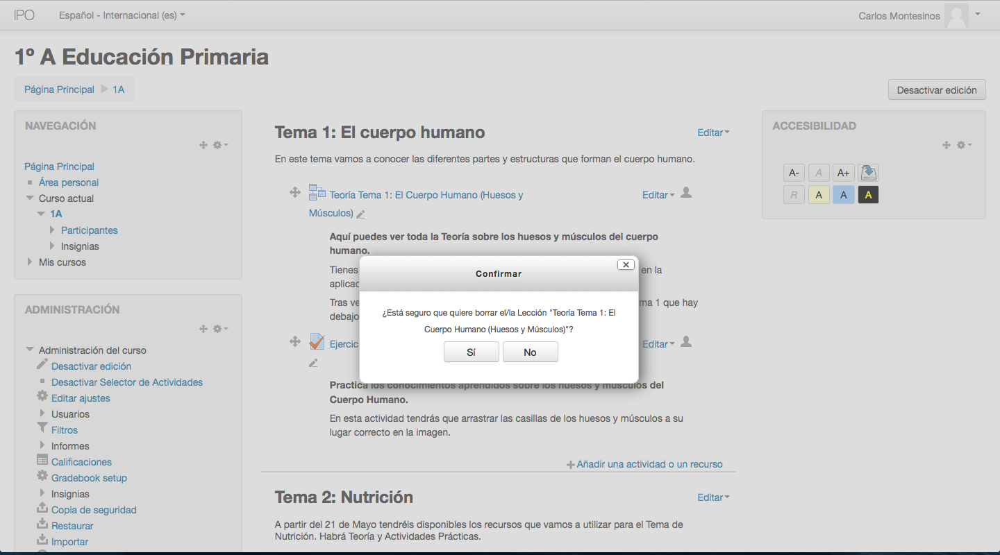 IPO Español - Internacional (es) Carlos Montesinos
1º A Educación Primaria
Página Principal 1A
Desactivar edición
NAVEGACIÓN
Página Principal
Área personal
Curso actual
1A
Participantes
Insignias
Mis cursos
ADMINISTRACIÓN
Administración del curso
Desactivar edición
Desactivar Selector de Actividades
Editar ajustes
Usuarios
Filtros
Informes
Calificaciones
Gradebook setup
Insignias
Copia de seguridad
Restaurar
Importar
Tema 1: El cuerpo humano Editar
En este tema vamos a conocer las diferentes partes y estructuras que forman el cuerpo humano.
Teoría Tema 1: El Cuerpo Humano (Huesos y Editar
Músculos)
Aquí puedes ver toda la Teoría sobre los huesos y músculos del cuerpo
humano.
Tienes en la
aplicac
Tras ve ma 1 que hay
debajo
Ejercic Editar
Practica los conocimientos aprendidos sobre los huesos y músculos del
Cuerpo Humano.
En esta actividad tendrás que arrastrar las casillas de los huesos y músculos a su
lugar correcto en la imagen.
Añadir una actividad o un recurso
Tema 2: Nutrición Editar
A partir del 21 de Mayo tendréis disponibles los recursos que vamos a utilizar para el Tema de
Nutrición. Habrá Teoría y Actividades Prácticas.
Confirmar
¿Está seguro que quiere borrar el/la Lección "Teoría Tema 1: El
Cuerpo Humano (Huesos y Músculos)"?
Sí No
ACCESIBILIDAD
A- A A+
R A A A